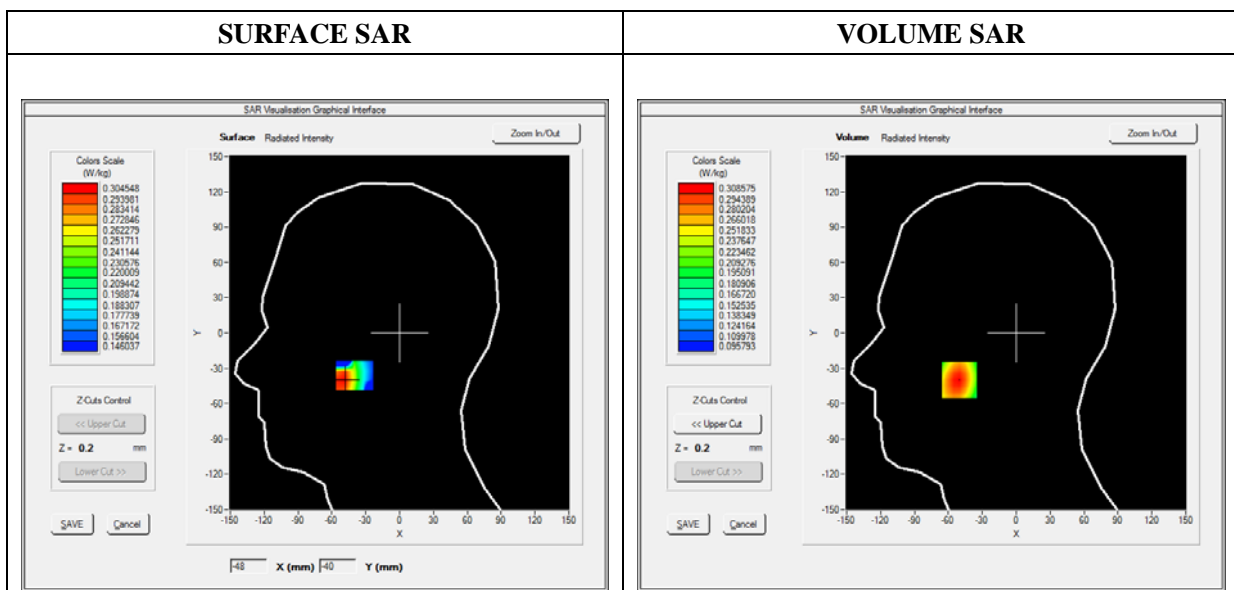 SURFACE SAR
VOLUME SAR
SAR Visualisation Graphical Interface
Surface Radiated Intensity
Zoom In/Out
Colors Scale
(W/kg)
0.304548
0.293981
0.283414
0.272846
0.262279
0.251711
0.241144
0.230576
0.220009
0.209442
0.198874
0.188307
0.177739
0.167172
0.156604
0.146037
150
120
90
60
30
0
-30
-60
-90
-120
-150
Y
-150 -120 -90 -60 -30 0 30 60 90 120 150
X
Z-Cuts Control
<< Upper Cut
Z = 0.2 mm
Lower Cut >>
SAVE Cancel
-48 X (mm) -40 Y (mm)
SAR Visualisation Graphical Interface
Volume Radiated Intensity
Zoom In/Out
Colors Scale
(W/kg)
0.308575
0.294389
0.280204
0.266018
0.251833
0.237647
0.223462
0.209276
0.195091
0.180906
0.166720
0.152535
0.138349
0.124164
0.109978
0.095793
150
120
90
60
30
0
-30
-60
-90
-120
-150
Y
-150 -120 -90 -60 -30 0 30 60 90 120 150
X
Z-Cuts Control
<< Upper Cut
Z = 0.2 mm
Lower Cut >>
SAVE Cancel